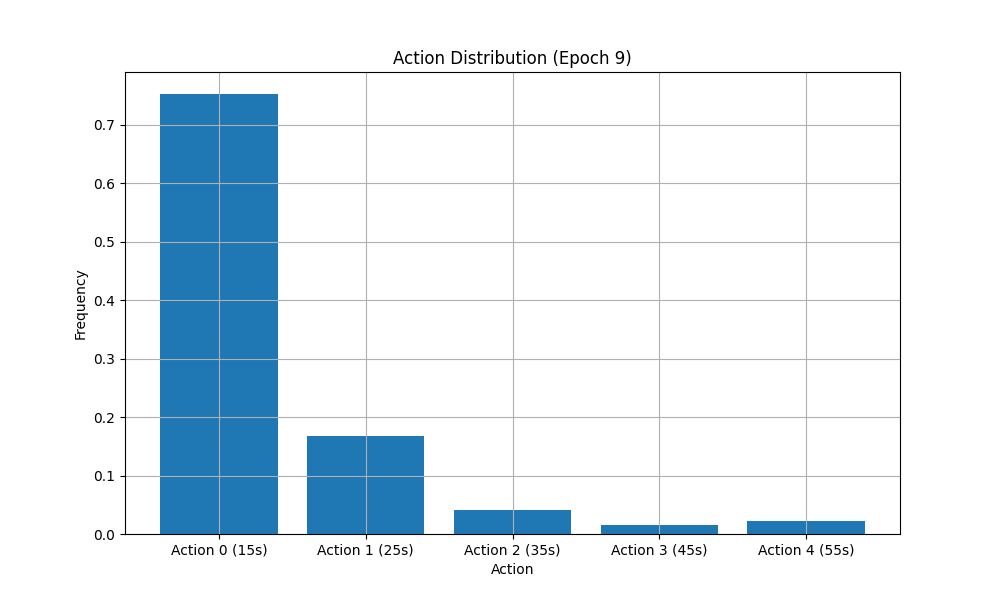 Action Distribution (Epoch 9)
Frequency
0.7
0.6
0.5
0.4
0.3
0.2
0.1
0.0
Action 0 (15s) Action 1 (25s) Action 2 (35s) Action 3 (45s) Action 4 (55s)
Action